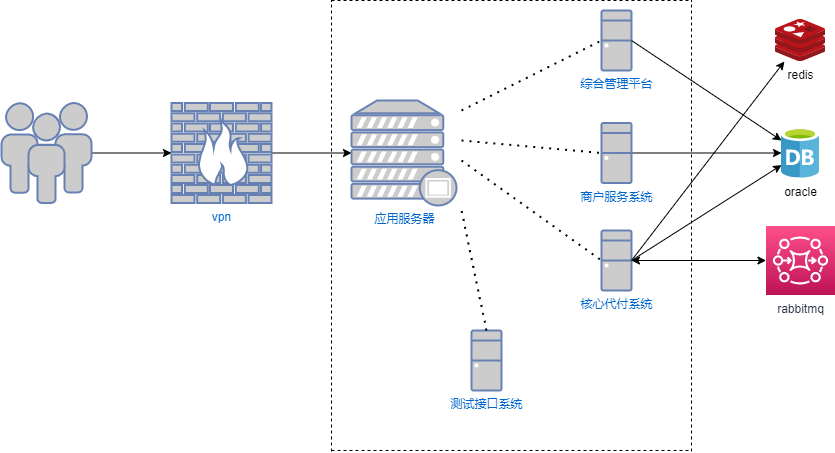 综合管理平台
redis
商户服务系统
DB
oracle
vpn
应用服务器
核心代付系统
rabbitmq
测试接口系统